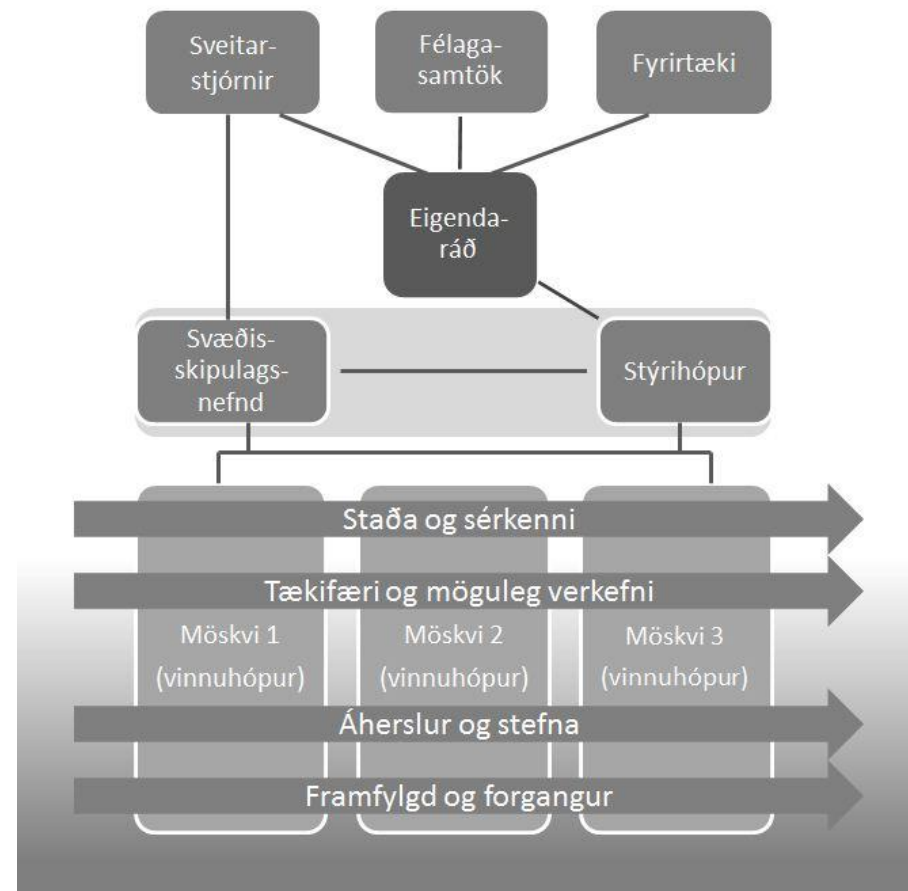 Sveitar-
stjórnir
Félaga-
samtök
Fyrirtæki
Eigenda-
ráð
Svæðis-
skipulags-
nefnd
Stýrihópur
Staða og sérkenni
Tækifæri og möguleg verkefni
Möskvi 1
(vinnuhópur)
Möskvi 2
(vinnuhópur)
Möskvi 3
(vinnuhópur)
Áherslur og stefna
Framfylgd og forgangur